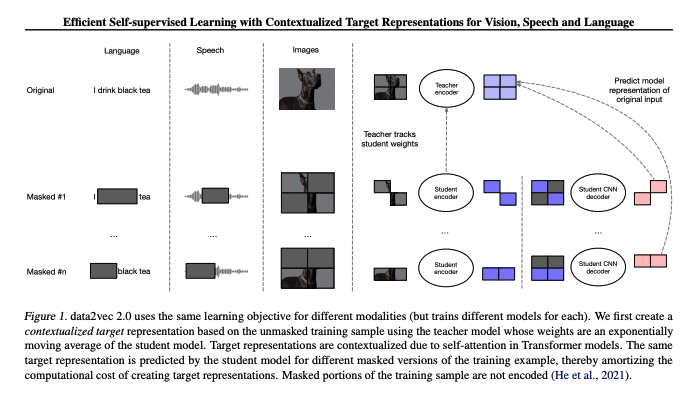 Efficient Self-supervised Learning with Contextualized Target Representations for Vision, Speech and Language
Language
Speech
Images
Original
I drink black tea
Teacher
encoder
Predict model
representation of
original input
Teacher tracks
student weights
Masked #1
I
tea
Student
encoder
Student CNN
decoder
...
...
...
...
...
Masked #n
black tea
Student
encoder
Student CNN
decoder
Figure 1. data2vec 2.0 uses the same learning objective for different modalities (but trains different models for each). We first create a
contextualized target representation based on the unmasked training sample using the teacher model whose weights are an exponentially
moving average of the student model. Target representations are contextualized due to self-attention in Transformer models. The same
target representation is predicted by the student model for different masked versions of the training example, thereby amortizing the
computational cost of creating target representations. Masked portions of the training sample are not encoded (He et al., 2021).